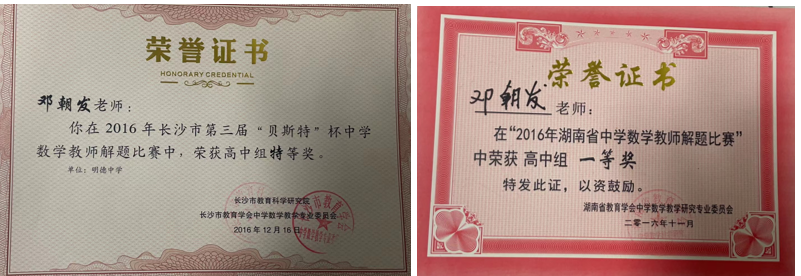 荣誉证书
HONORARY CREDENTIAL
邓朝发老师：
你在2016年长沙市第三届“贝斯特”杯中学
数学教师解题比赛中，荣获高中组特等奖。
单位：明德中学
长沙市教育科学研究院
长沙市教育学会中学数学教学专业委员会
2016年12月16日
荣誉证书
邓朝发 老师：
在“2016年湖南省中学数学教师解题比赛”
中荣获 高中组 一等奖
特发此证，以资鼓励。
湖南省教育学会中学数学教学研究专业委员会
二〇一六年十一月